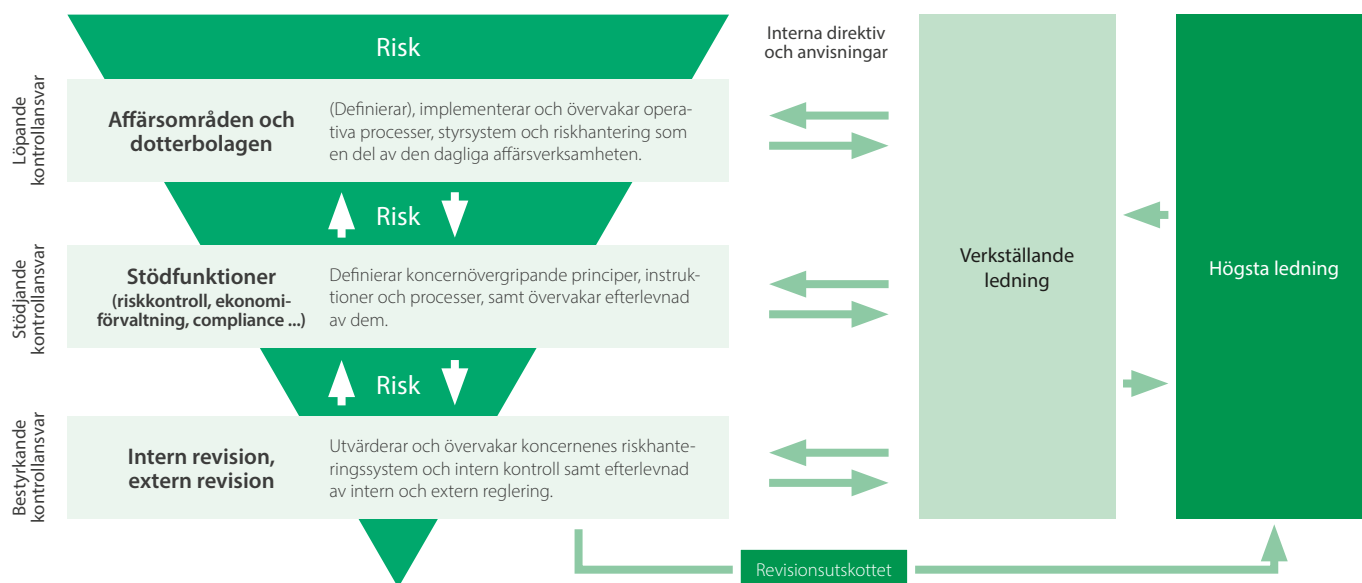 Risk
Interna direktiv
och anvisningar
Löpande
kontrollansvar
Affärsområden och
dotterbolagen
(Definierar), implementerar och övervakar opera-
tiva processer, styrsystem och riskhantering som
en del av den dagliga affärsverksamheten.
Risk
Stödjande
kontrollansvar
Stödfunktioner
(riskkontroll, ekonomi-
förvaltning, compliance ...)
Definierar koncernövergripande principer, instruk-
tioner och processer, samt övervakar efterlevnad
av dem.
Risk
Bestyrkande
kontrollansvar
Intern revision,
extern revision
Utvärderar och övervakar koncernenes riskhante-
ringssystem och intern kontroll samt efterlevnad
av intern och extern reglering.
Verkställande
ledning
Högsta ledning
Revisionsutskottet